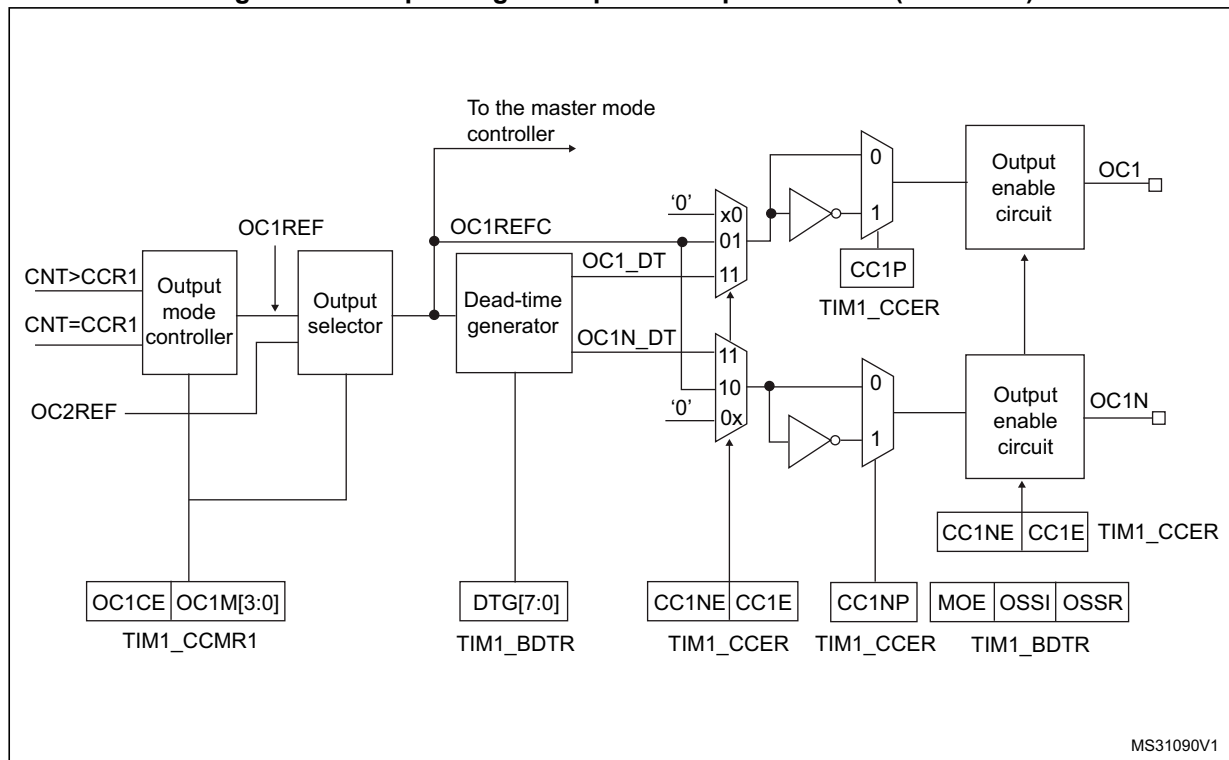 To the master mode
controller
OC1REF
OC1REFC
CNT>CCR1
CNT=CCR1
OC2REF
Output
mode
controller
Output
selector
Dead-time
generator
OC1_DT
OC1N_DT
'0'
x0
01
11
11
10
0x
'0'
0
1
CC1P
TIM1_CCER
0
1
Output
enable
circuit
OC1
Output
enable
circuit
OC1N
CC1NE CC1E TIM1_CCER
OC1CE OC1M[3:0]
TIM1_CCMR1
DTG[7:0]
TIM1_BDTR
CC1NE CC1E
TIM1_CCER
CC1NP
TIM1_CCER
MOE OSSI OSSR
TIM1_BDTR
MS31090V1